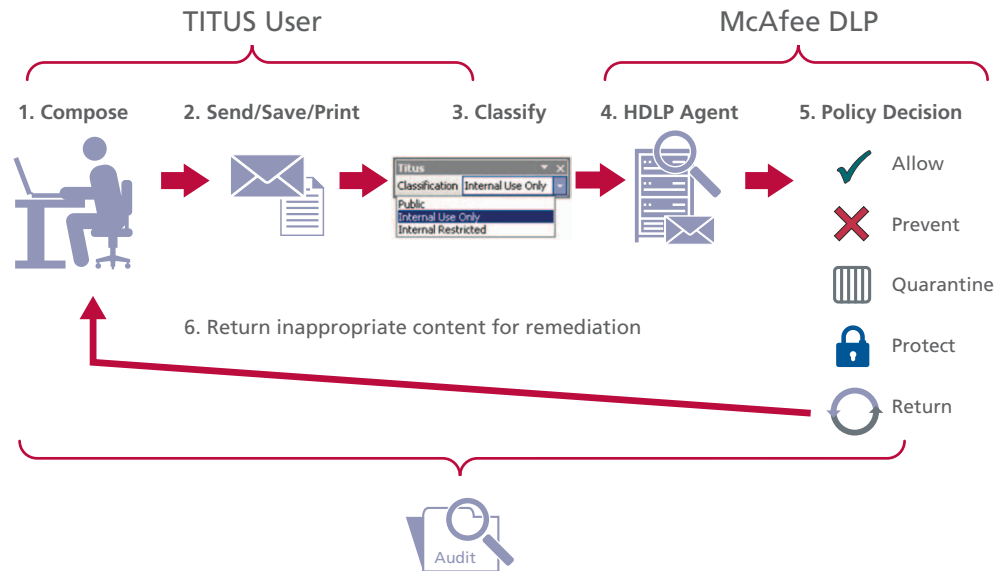 TITUS User
McAfee DLP
1. Compose
2. Send/Save/Print
3. Classify
4. HDLP Agent
5. Policy Decision
Titus
Classification Internal Use Only
Public
Internal Use Only
Internal Restricted
Allow
Prevent
Quarantine
Protect
Return
6. Return inappropriate content for remediation
Audit